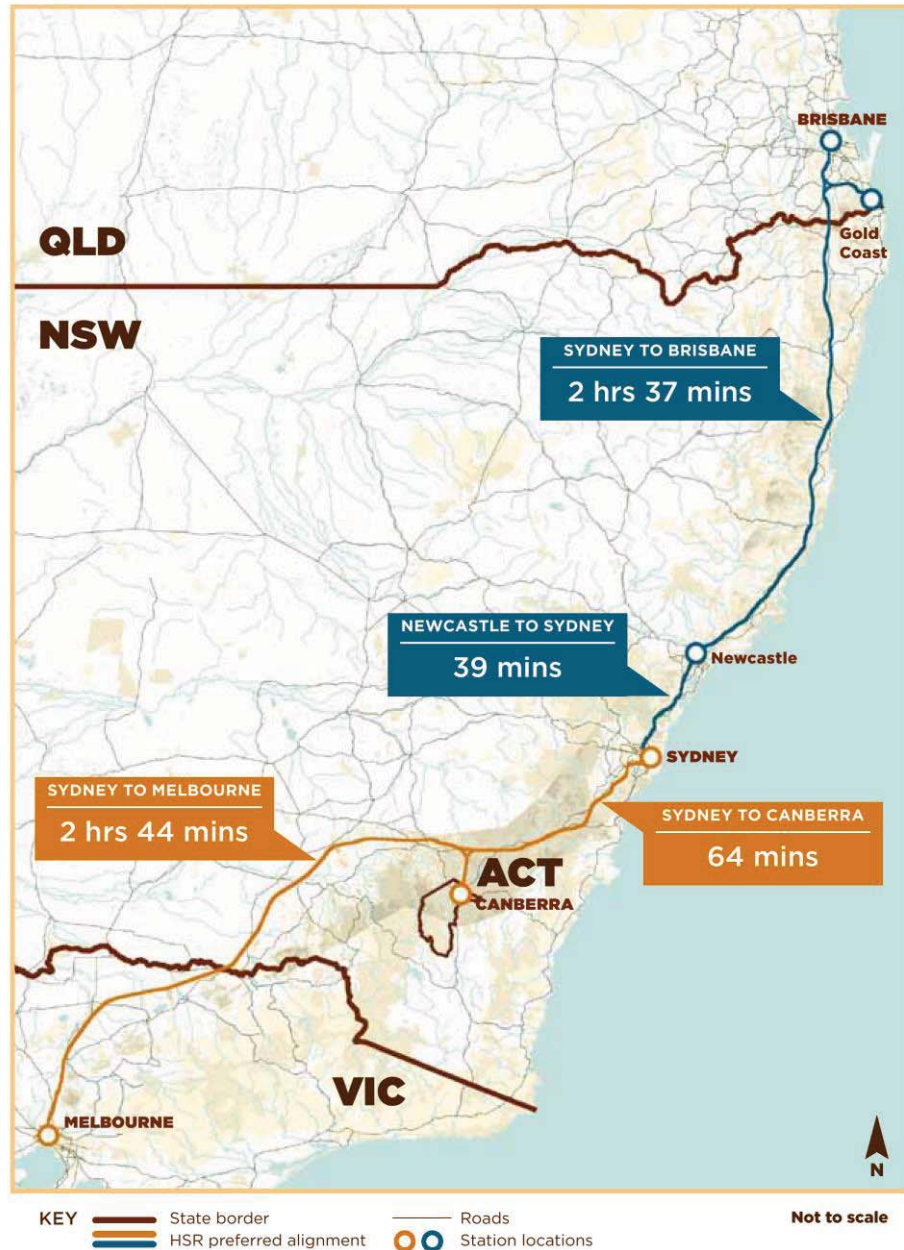 BRISBANE
QLD
Gold
Coast
NSW
SYDNEY TO BRISBANE
2 hrs 37 mins
NEWCASTLE TO SYDNEY
39 mins
Newcastle
SYDNEY
SYDNEY TO MELBOURNE
2 hrs 44 mins
SYDNEY TO CANBERRA
64 mins
ACT
CANBERRA
VIC
MELBOURNE
N
KEY
State border
Roads
Not to scale
HSR preferred alignment
Station locations